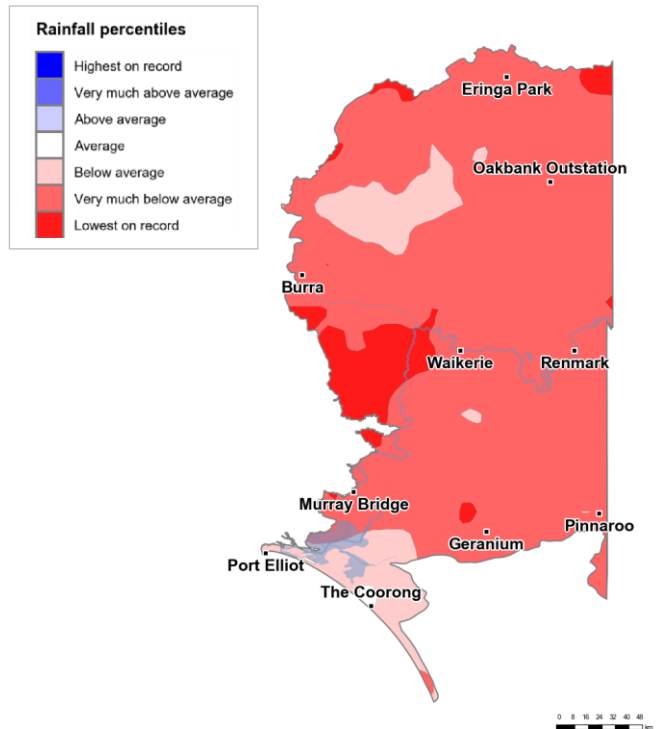 Rainfall percentiles
Highest on record
Very much above average
Above average
Average
Below average
Very much below average
Lowest on record
Eringa Park
Oakbank Outstation
Burra
Waikerie
Renmark
Murray Bridge
Pinnaroo
Geranium
Port Elliot
The Coorong
0 8 16 24 32 40 48
km